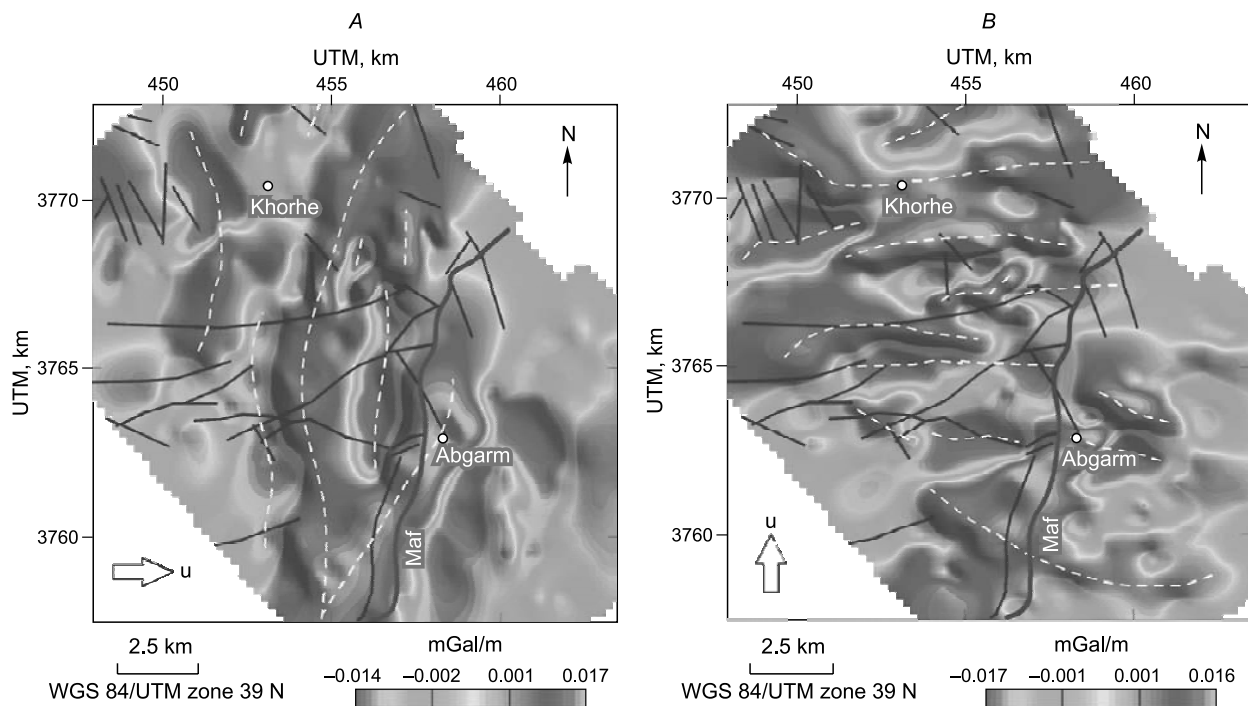 A
UTM, km
450 455 460
N
3770
Khorhe
3765
UTM, km
Abgarm
3760
Maf
u
2.5 km
WGS 84/UTM zone 39 N
mGal/m
–0.014 –0.002 0.001 0.017
B
UTM, km
450 455 460
N
3770
Khorhe
3765
UTM, km
Abgarm
3760
Maf
u
2.5 km
WGS 84/UTM zone 39 N
mGal/m
–0.017 –0.001 0.001 0.016